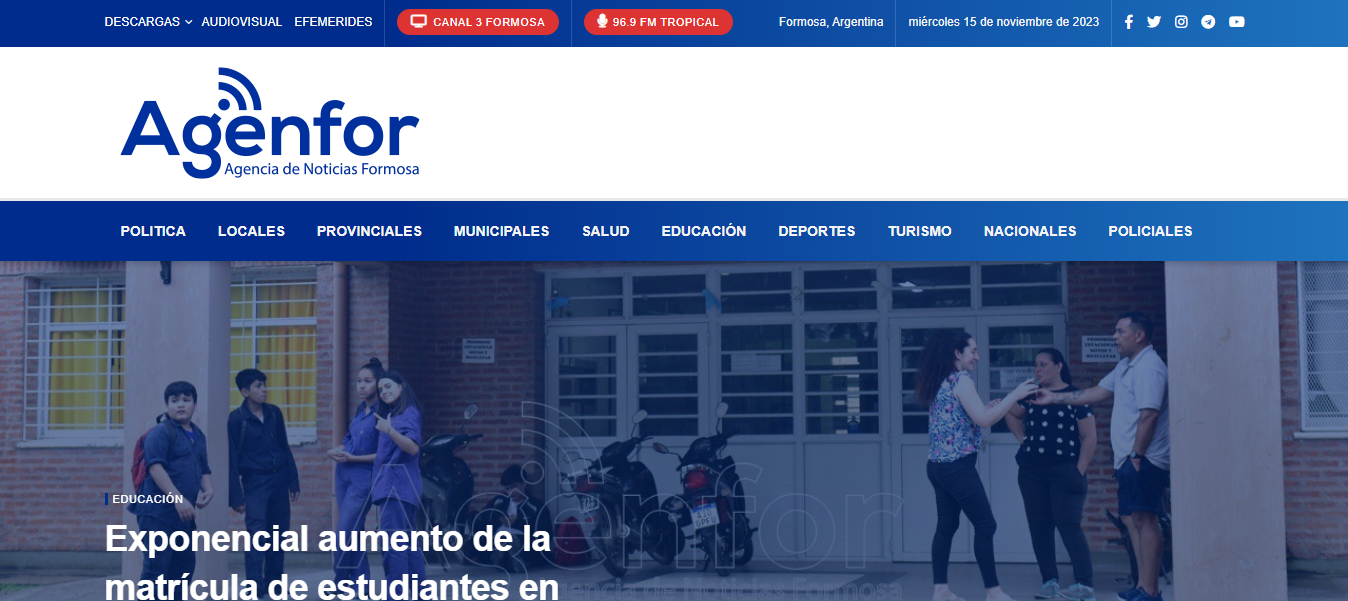 DESCARGAS AUDIOVISUAL EFEMERIDES CANAL 3 FORMOSA 96.9 FM TROPICAL Formosa, Argentina miércoles 15 de noviembre de 2023
Agenfor
Agencia de Noticias Formosa
POLITICA LOCALES PROVINCIALES MUNICIPALES SALUD EDUCACIÓN DEPORTES TURISMO NACIONALES POLICIALES
EDUCACIÓN
Exponencial aumento de la
matrícula de estudiantes en
Agenfor
Agencia de Noticias Formosa